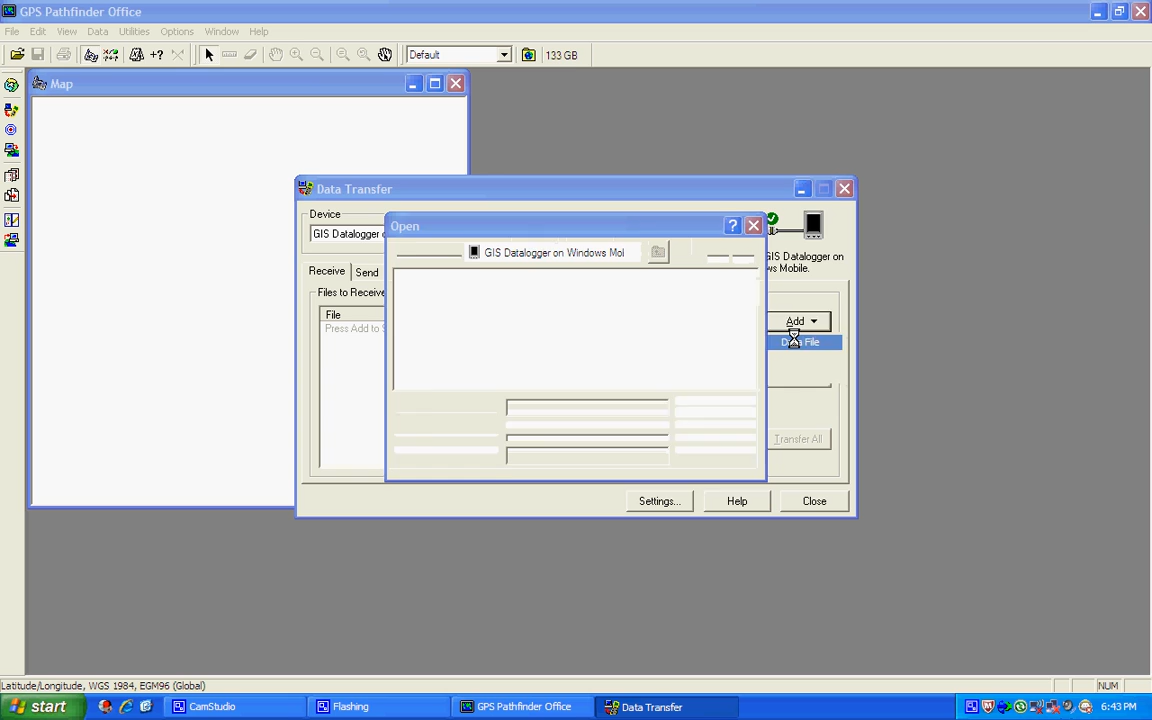 GPS Pathfinder Office
File Edit View Data Utilities Options Window Help
Default 133 GB
Map
Data Transfer
Device
GIS Datalogger
GIS Datalogger on
ws Mobile.
Open
GIS Datalogger on Windows Mol
Receive Send
Files to Receive
File
Press Add to
Add
File
Transfer All
Settings... Help Close
Latitude/Longitude, WGS 1984, EGM96 (Global) NUM
start CamStudio Flashing GPS Pathfinder Office Data Transfer 6:43 PM